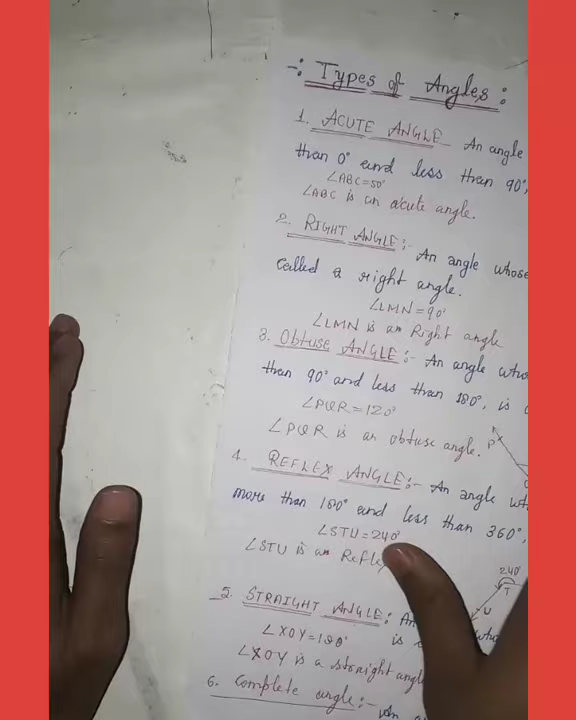 -: Types of Angles :
1. ACUTE ANGLE_ An angle
than 0° and less than 90°,
∠ABC=50°
∠ABC is an acute angle.
2. RIGHT ANGLE:- An angle whose
called a right angle.
∠LMN=90°
∠LMN is an Right angle
3. Obtuse ANGLE:- An angle
than 90° and less than 180°, is
∠PQR=120°
∠PQR is an obtuse angle.
P
4. REFLEX ANGLE:- An angle
more than 180° and less than 360°,
∠STU=240°
∠STU is an Refle
240°
T
U
5. STRAIGHT ANGLE: An
∠XOY=180° is
∠XOY is a straight angle
6. Complete angle:- An